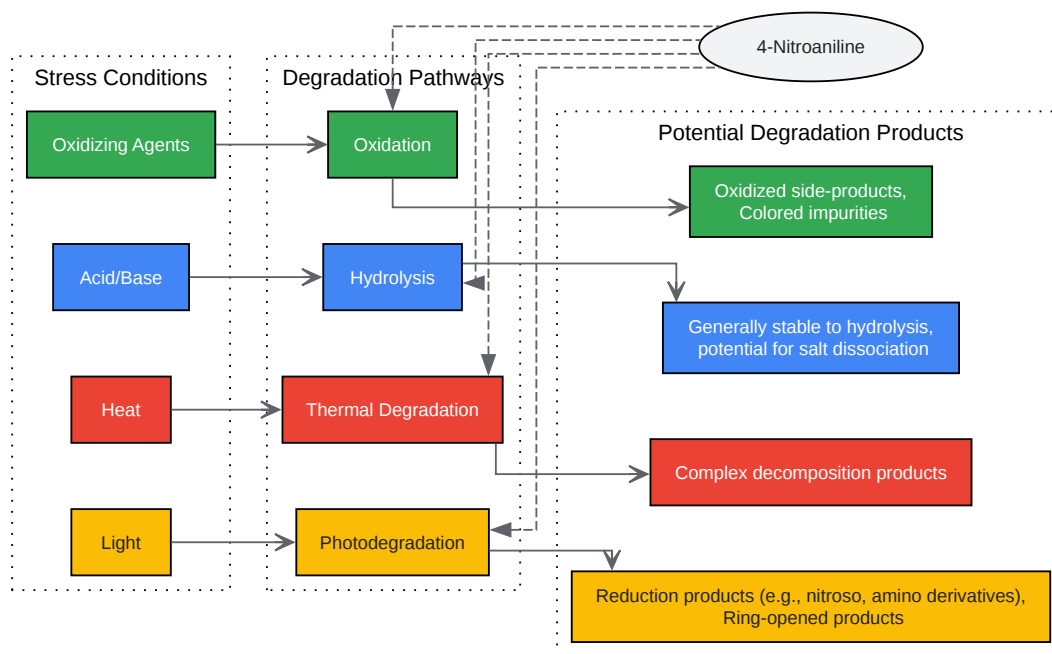 4-Nitroaniline
Stress Conditions
Degradation Pathways
Potential Degradation Products
Oxidizing Agents
Oxidation
Oxidized side-products,
Colored impurities
Acid/Base
Hydrolysis
Generally stable to hydrolysis,
potential for salt dissociation
Heat
Thermal Degradation
Complex decomposition products
Light
Photodegradation
Reduction products (e.g., nitroso, amino derivatives),
Ring-opened products